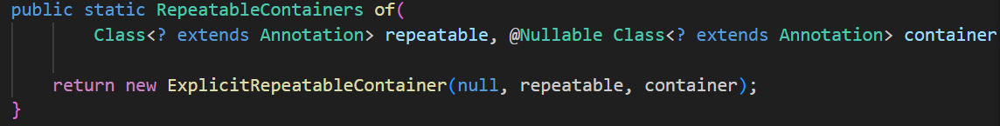 public static RepeatableContainers of(
Class<? extends Annotation> repeatable, @Nullable Class<? extends Annotation> container
return new ExplicitRepeatableContainer(null, repeatable, container);
}